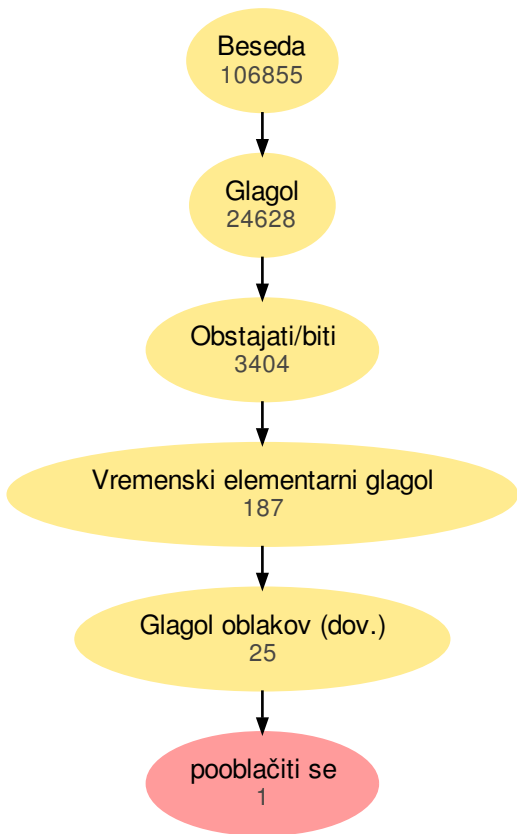 Beseda
106855
Glagol
24628
Obstajati/biti
3404
Vremenski elementarni glagol
187
Glagol oblakov (dov.)
25
pooblačiti se
1